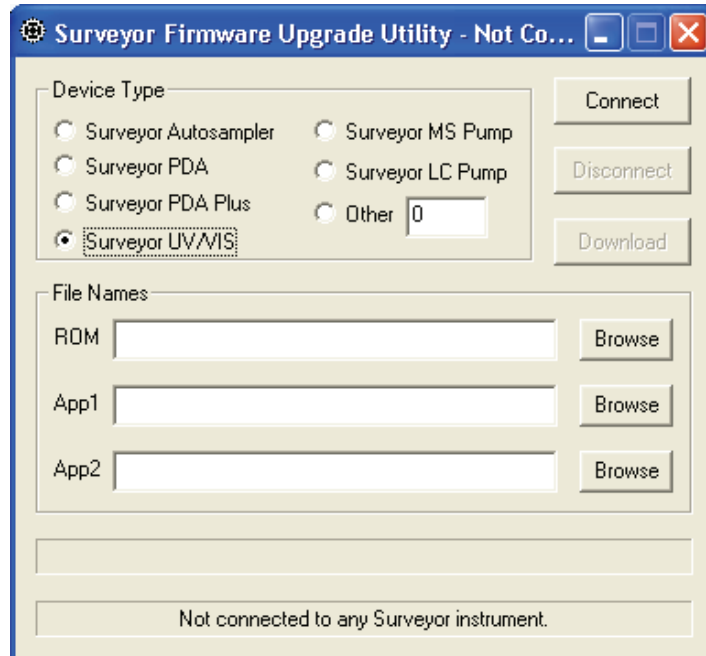 Surveyor Firmware Upgrade Utility - Not Co...
Device Type
Surveyor Autosampler
Surveyor PDA
Surveyor PDA Plus
Surveyor UV/VIS
Surveyor MS Pump
Surveyor LC Pump
Other 0
Connect
Disconnect
Download
File Names
ROM Browse
App1 Browse
App2 Browse
Not connected to any Surveyor instrument.